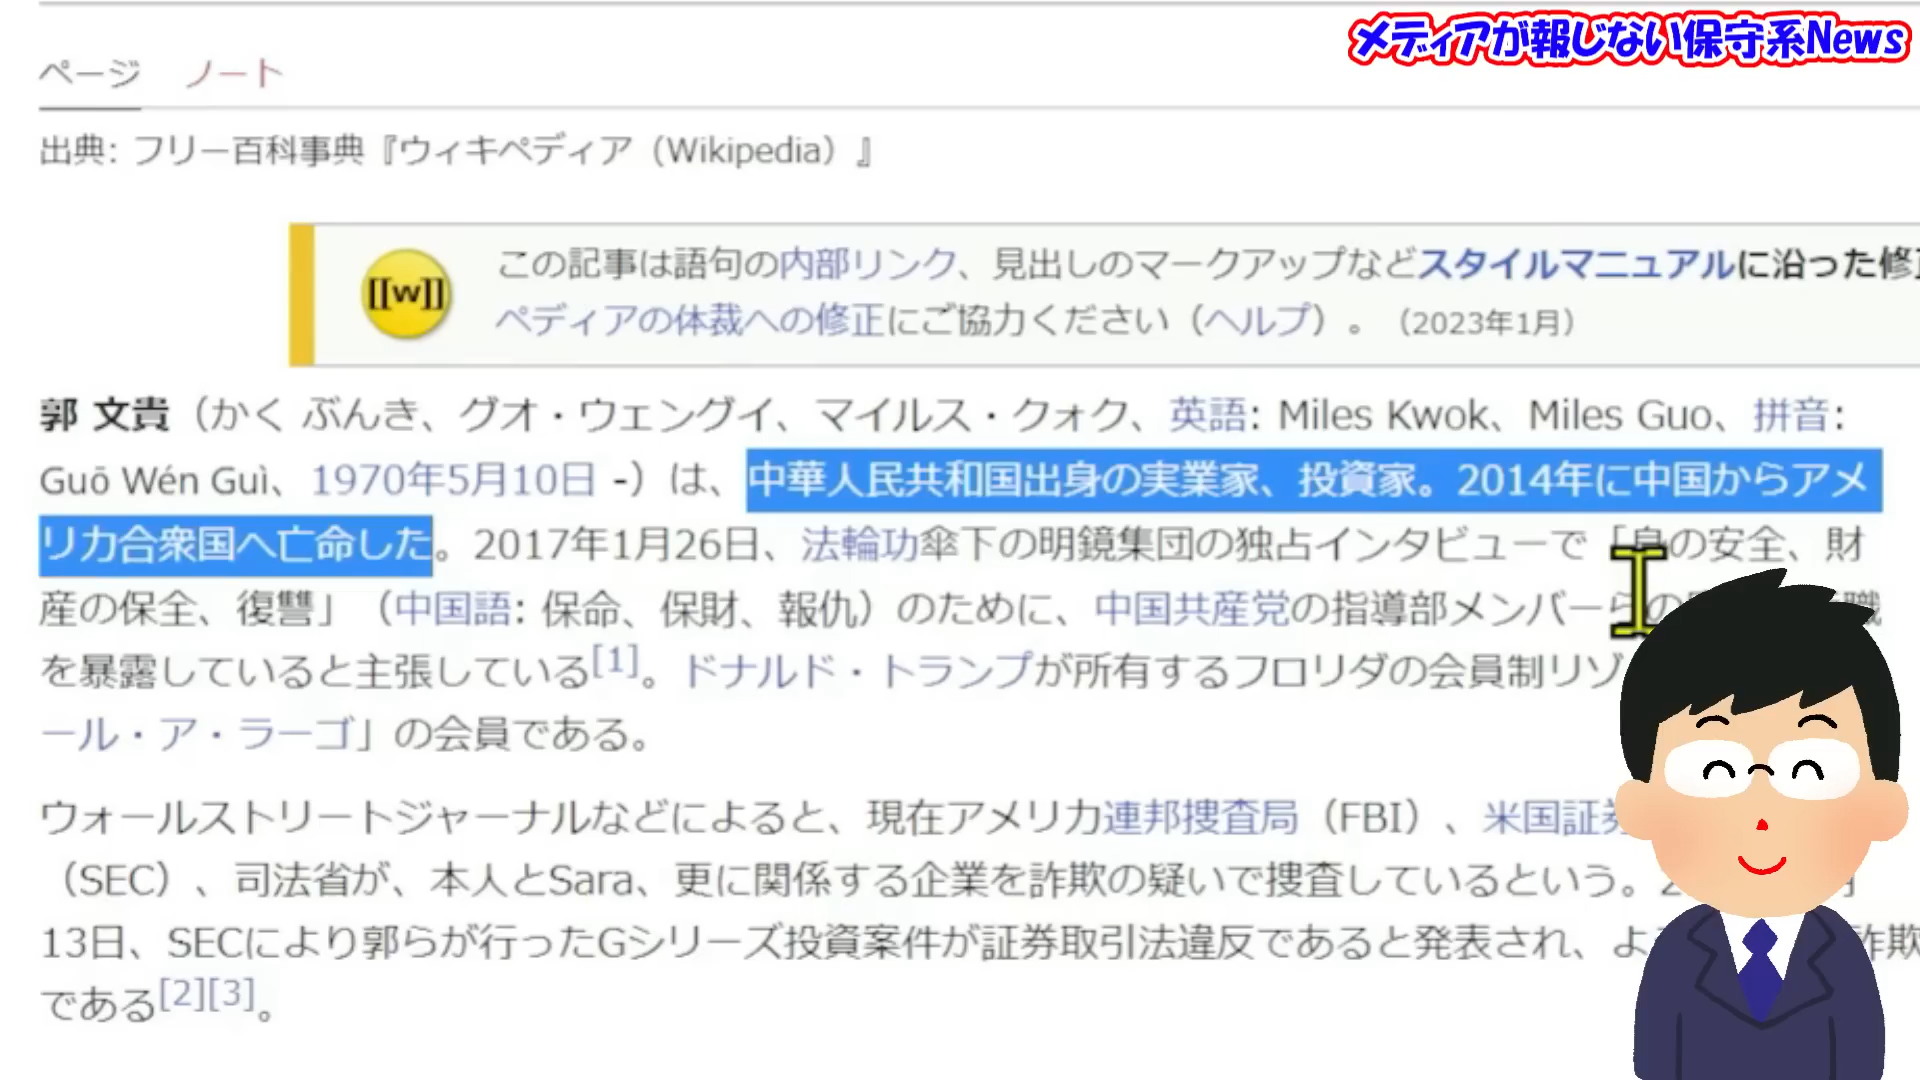 メディアが報じない保守系News
ページ ノート
出典: フリー百科事典『ウィキペディア（Wikipedia）』
この記事は語句の内部リンク、見出しのマークアップなどスタイルマニュアルに沿った修
[[w]]
ペディアの体裁への修正にご協力ください（ヘルプ）。（2023年1月）
郭 文貴（かく ぶんき、グオ・ウェングイ、マイルス・クォク、英語: Miles Kwok、Miles Guo、拼音:
Guō Wén Guì、1970年5月10日 -）は、中華人民共和国出身の実業家、投資家。2014年に中国からアメ
リカ合衆国へ亡命した。2017年1月26日、法輪功傘下の明鏡集団の独占インタビューで「身の安全、財
産の保全、復讐」（中国語: 保命、保財、報仇）のために、中国共産党の指導部メンバーらの 職
を暴露していると主張している[1]。ドナルド・トランプが所有するフロリダの会員制リゾ
ール・ア・ラーゴ」の会員である。
ウォールストリートジャーナルなどによると、現在アメリカ連邦捜査局（FBI）、米国証券
（SEC）、司法省が、本人とSara、更に関係する企業を詐欺の疑いで捜査しているという。2 月
13日、SECにより郭らが行ったGシリーズ投資案件が証券取引法違反であると発表され、よ 詐欺
である[2][3]。